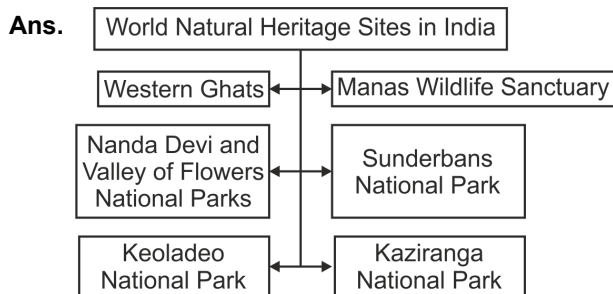 Ans.
World Natural Heritage Sites in India
Western Ghats
Manas Wildlife Sanctuary
Nanda Devi and
Valley of Flowers
National Parks
Sunderbans
National Park
Keoladeo
National Park
Kaziranga
National Park